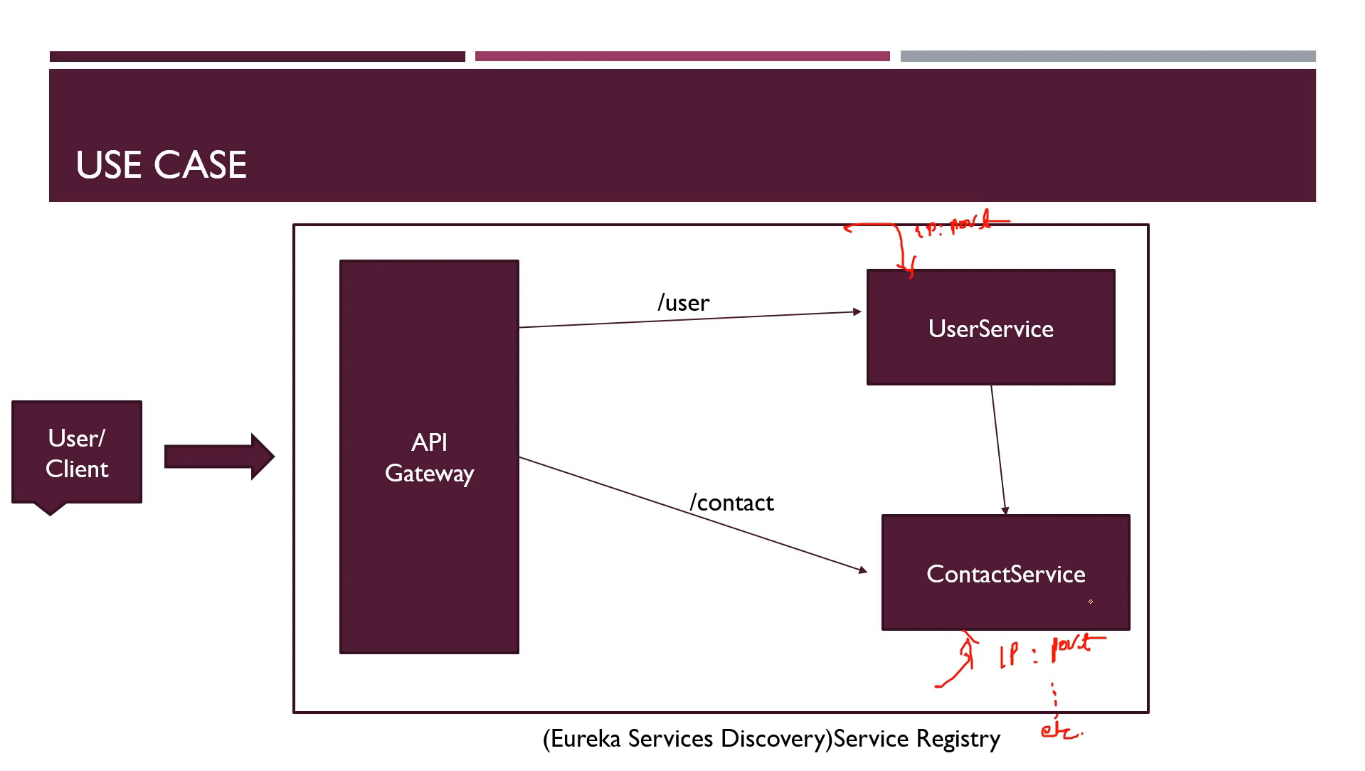 USE CASE
IP: port
/user
UserService
User/
Client
API
Gateway
/contact
ContactService
IP : port
etc.
(Eureka Services Discovery)Service Registry